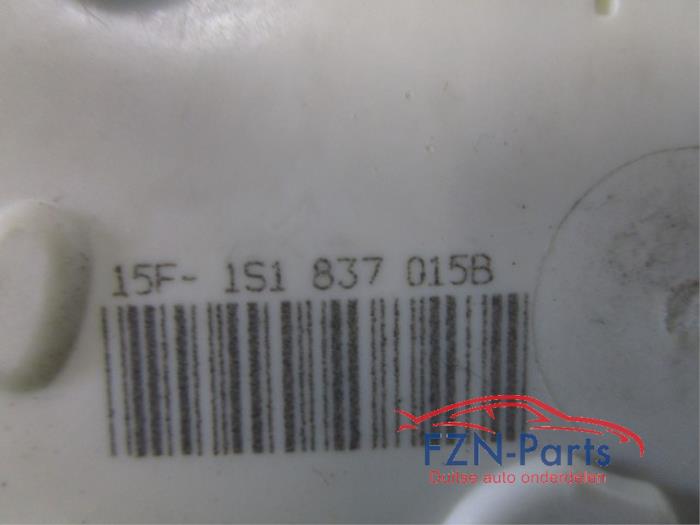 15F- 1S1 837 015B
FZN-Parts
Duitse auto onderdelen